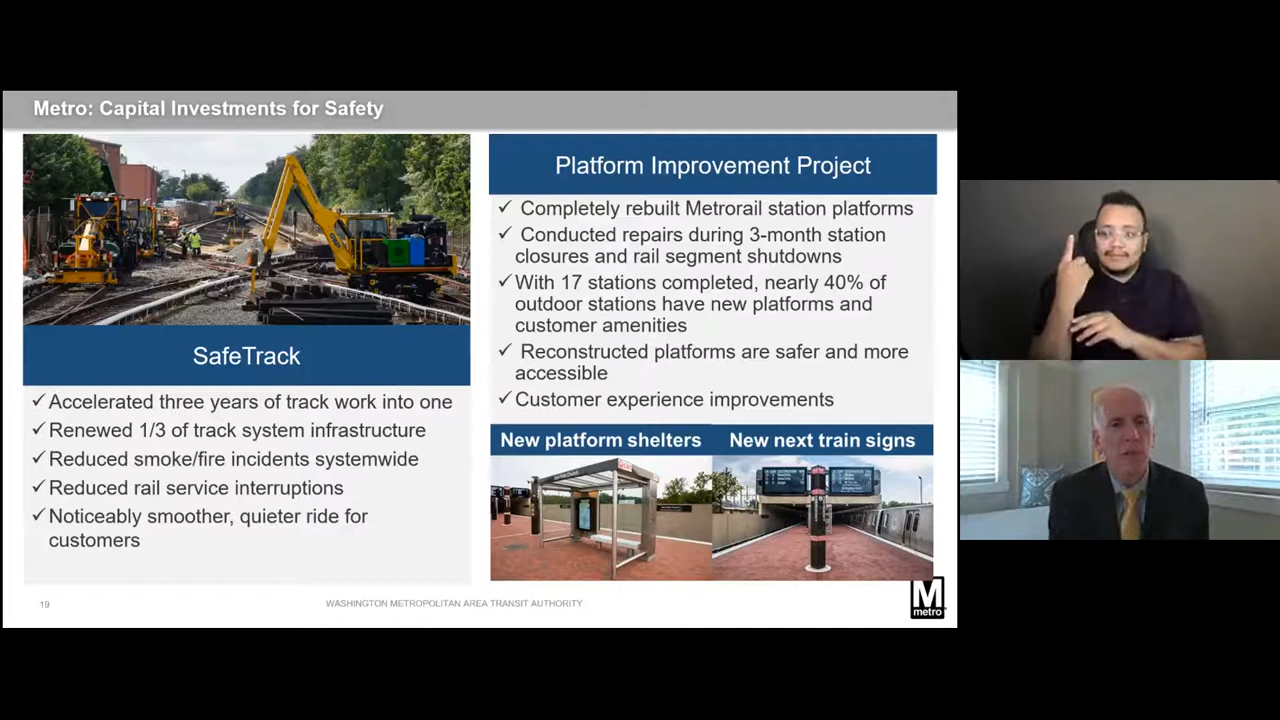 Metro: Capital Investments for Safety
SafeTrack
✓Accelerated three years of track work into one
✓Renewed 1/3 of track system infrastructure
✓Reduced smoke/fire incidents systemwide
✓Reduced rail service interruptions
✓Noticeably smoother, quieter ride for
customers
Platform Improvement Project
✓ Completely rebuilt Metrorail station platforms
✓ Conducted repairs during 3-month station
closures and rail segment shutdowns
✓With 17 stations completed, nearly 40% of
outdoor stations have new platforms and
customer amenities
✓ Reconstructed platforms are safer and more
accessible
✓Customer experience improvements
New platform shelters
New next train signs
19
WASHINGTON METROPOLITAN AREA TRANSIT AUTHORITY
M
metro